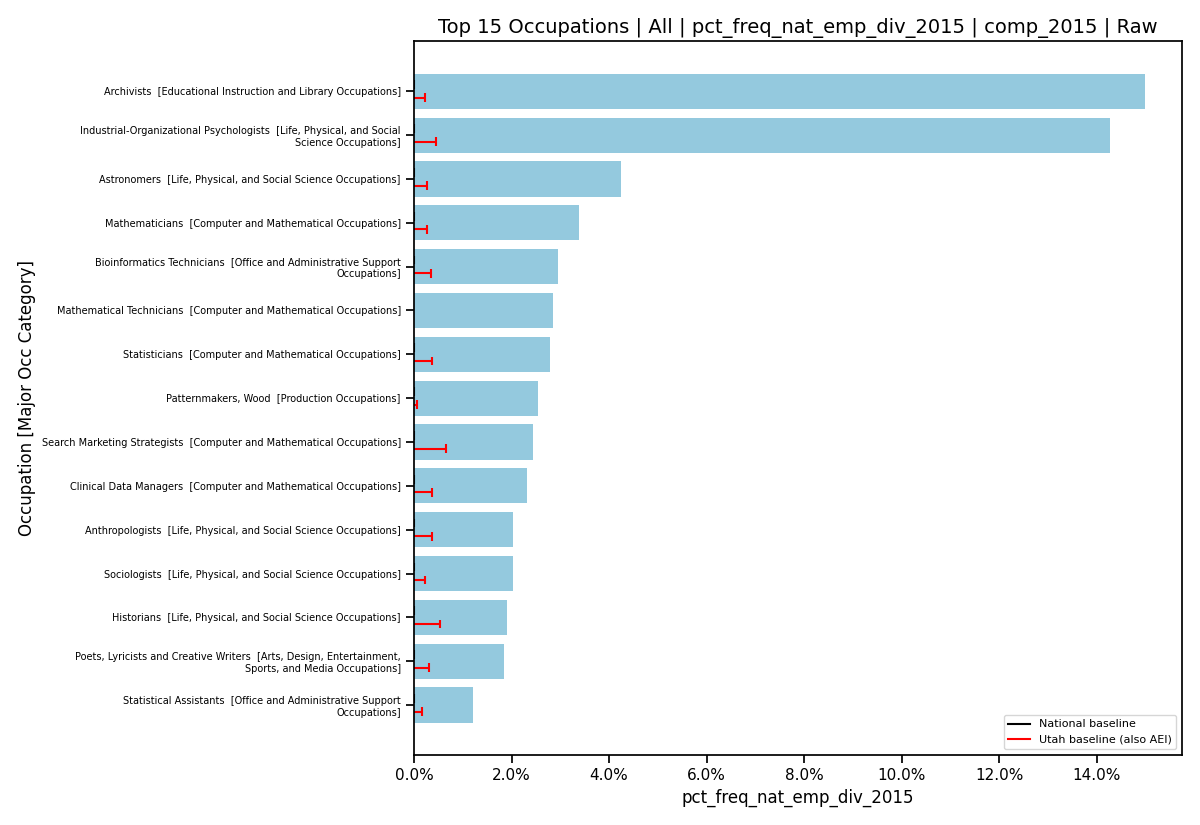 Top 15 Occupations | All | pct_freq_nat_emp_div_2015 | comp_2015 | Raw
Occupation [Major Occ Category]
Archivists  [Educational Instruction and Library Occupations]
Industrial-Organizational Psychologists  [Life, Physical, and Social
Science Occupations]
Astronomers  [Life, Physical, and Social Science Occupations]
Mathematicians  [Computer and Mathematical Occupations]
Bioinformatics Technicians  [Office and Administrative Support
Occupations]
Mathematical Technicians  [Computer and Mathematical Occupations]
Statisticians  [Computer and Mathematical Occupations]
Patternmakers, Wood  [Production Occupations]
Search Marketing Strategists  [Computer and Mathematical Occupations]
Clinical Data Managers  [Computer and Mathematical Occupations]
Anthropologists  [Life, Physical, and Social Science Occupations]
Sociologists  [Life, Physical, and Social Science Occupations]
Historians  [Life, Physical, and Social Science Occupations]
Poets, Lyricists and Creative Writers  [Arts, Design, Entertainment,
Sports, and Media Occupations]
Statistical Assistants  [Office and Administrative Support
Occupations]
National baseline
Utah baseline (also AEI)
0.0% 2.0% 4.0% 6.0% 8.0% 10.0% 12.0% 14.0%
pct_freq_nat_emp_div_2015